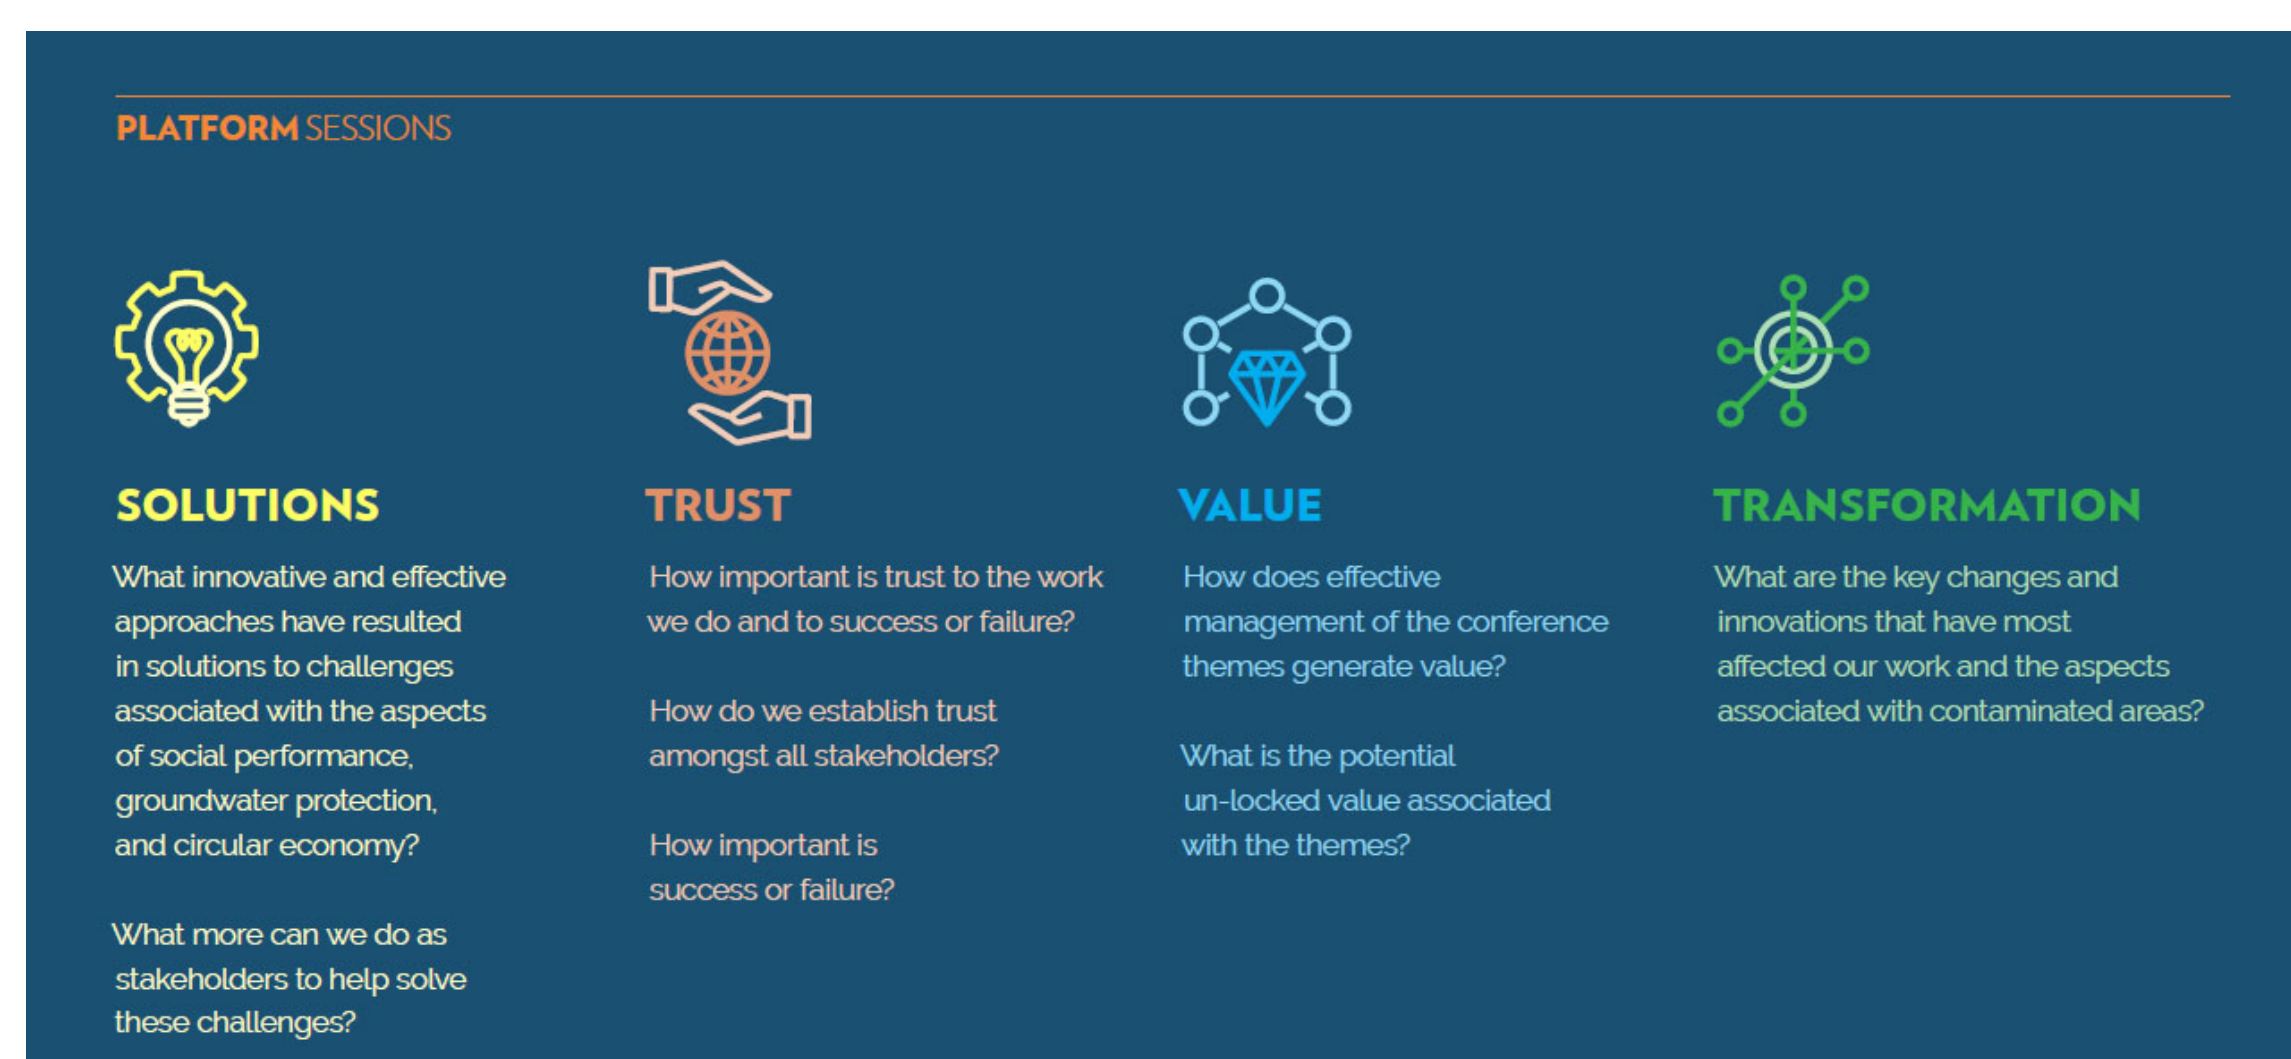 PLATFORM SESSIONS
SOLUTIONS
What innovative and effective
approaches have resulted
in solutions to challenges
associated with the aspects
of social performance,
groundwater protection,
and circular economy?
What more can we do as
stakeholders to help solve
these challenges?
TRUST
How important is trust to the work
we do and to success or failure?
How do we establish trust
amongst all stakeholders?
How important is
success or failure?
VALUE
How does effective
management of the conference
themes generate value?
What is the potential
un-locked value associated
with the themes?
TRANSFORMATION
What are the key changes and
innovations that have most
affected our work and the aspects
associated with contaminated areas?